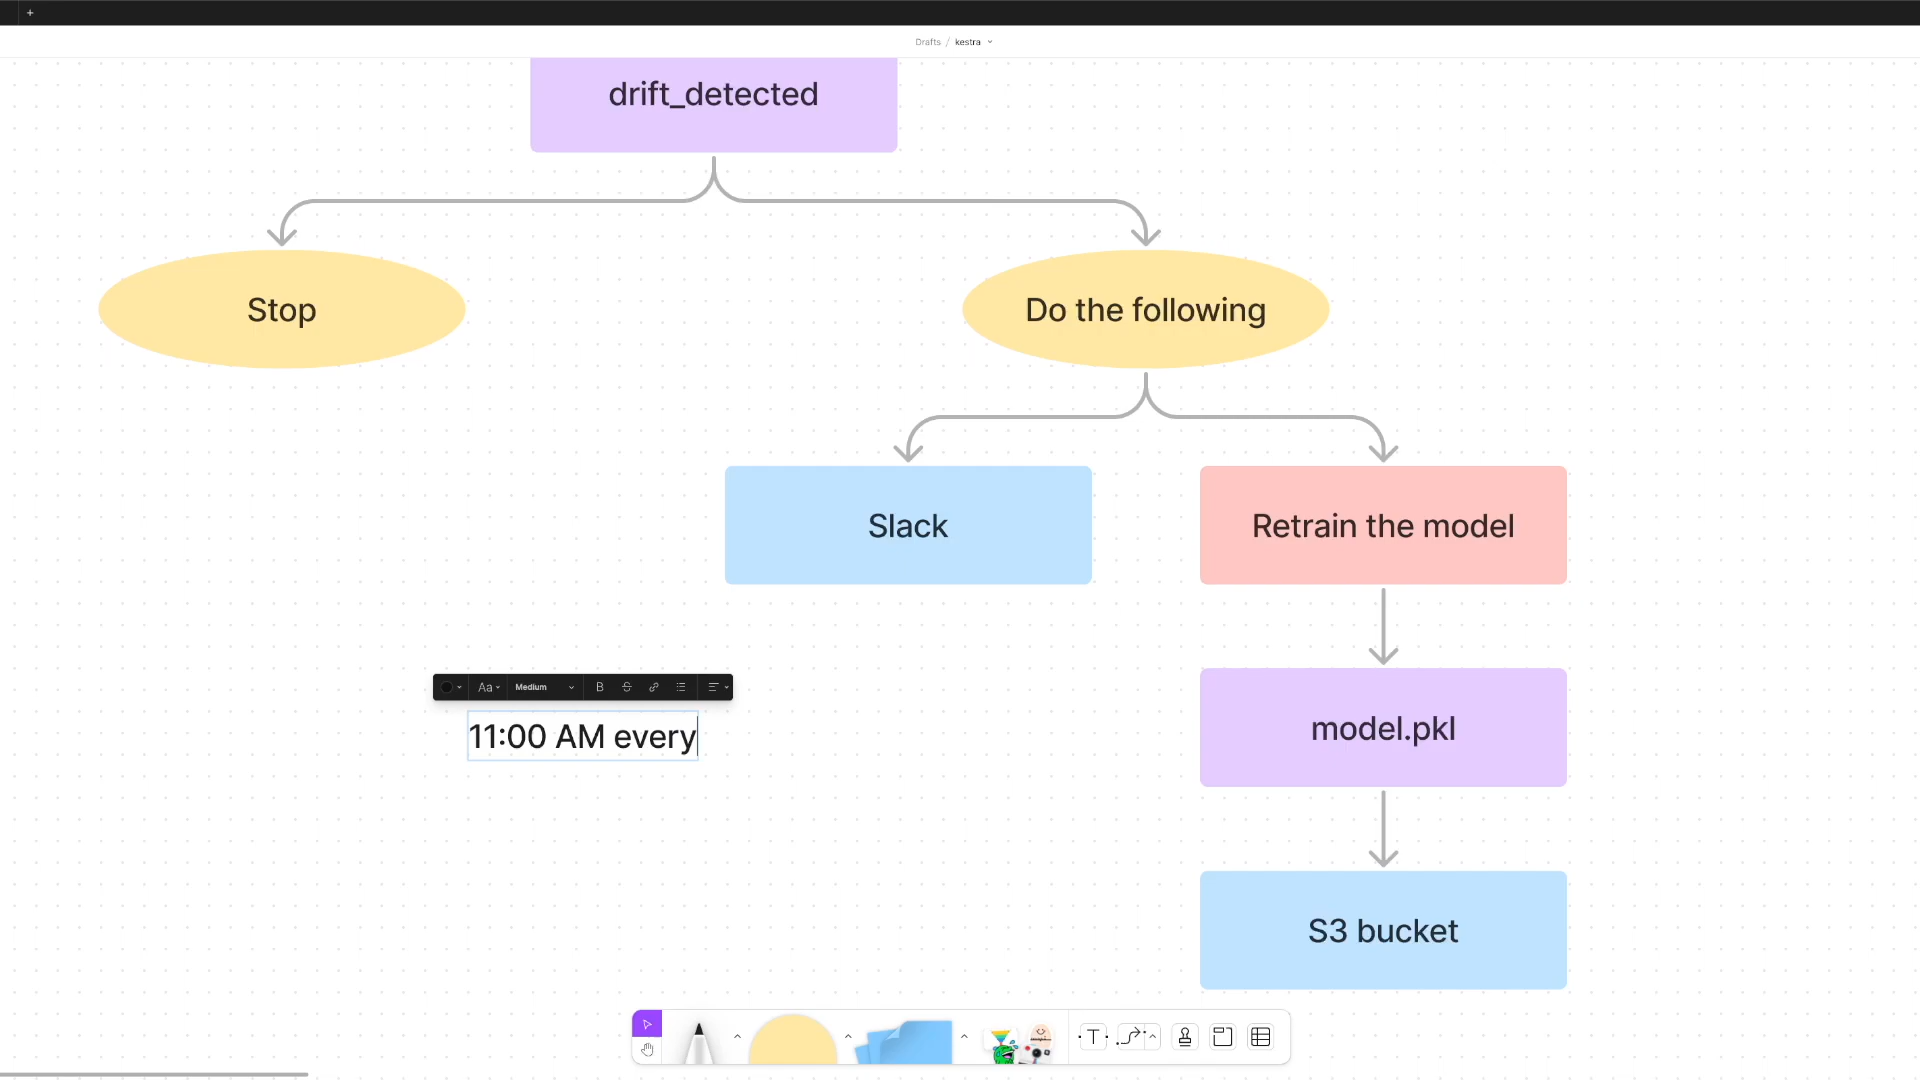 Drafts / kestra
drift_detected
Stop
Do the following
Slack
Retrain the model
Aa
Medium
B
S
11:00 AM every
model.pkl
S3 bucket
T